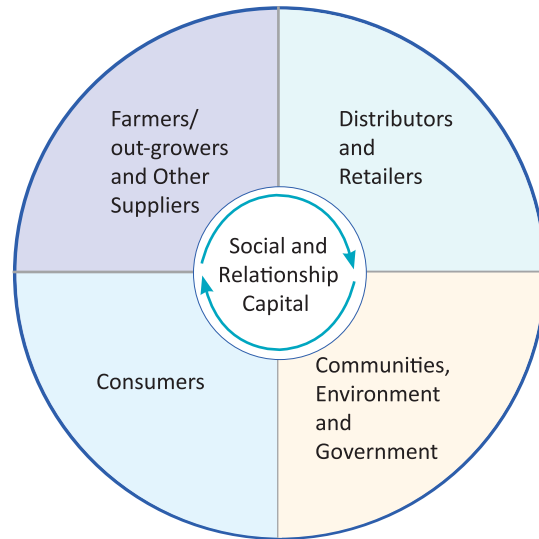 Farmers/
out-growers
and Other
Suppliers
Distributors
and
Retailers
Social and
Relationship
Capital
Consumers
Communities,
Environment
and
Government